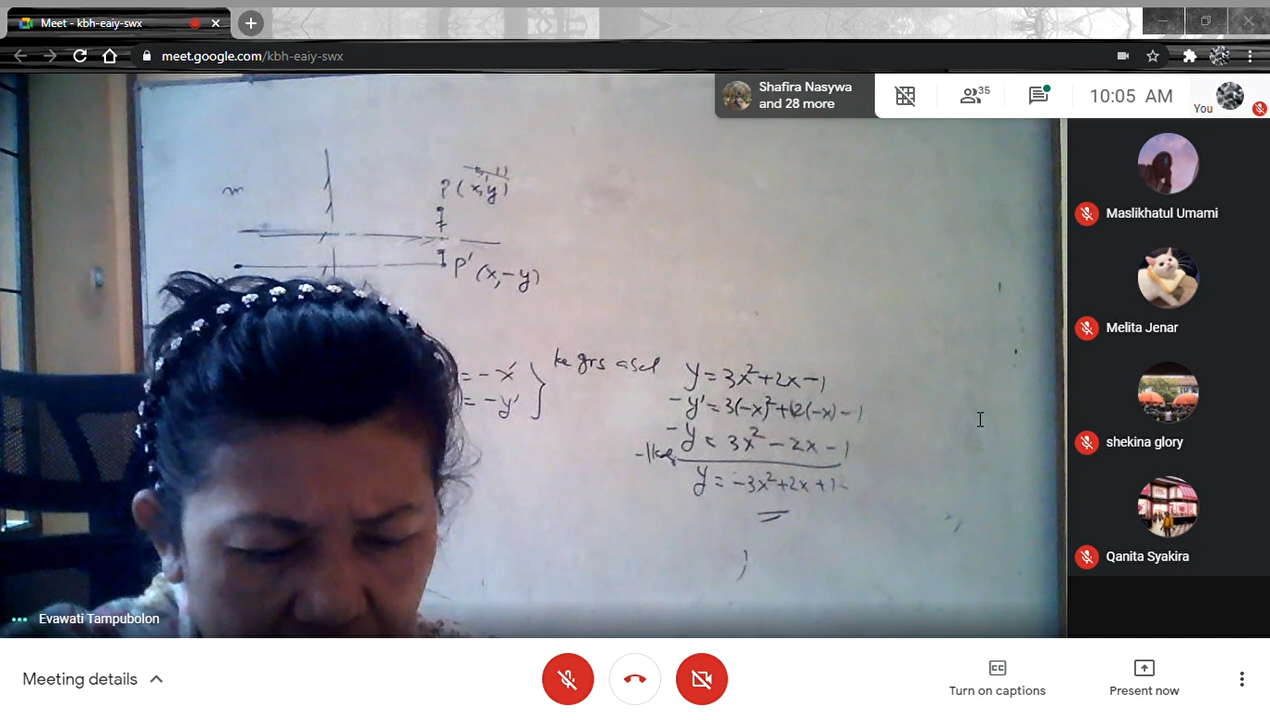 Meet - kbh-eaiy-swx
meet.google.com/kbh-eaiy-swx
Shafira Nasywa
and 28 more
35
10:05 AM
You
m
P(x,y)
P'(x,-y)
= -x'
= -y'
ke grs asal
y = 3x²+2x-1
-y' = 3(-x)²+(2(-x)-1
-y = 3x²-2x-1
y = -3x²+2x+1
Maslikhatul Umami
Melita Jenar
shekina glory
Qanita Syakira
Evawati Tampubolon
Meeting details
CC
Turn on captions
Present now